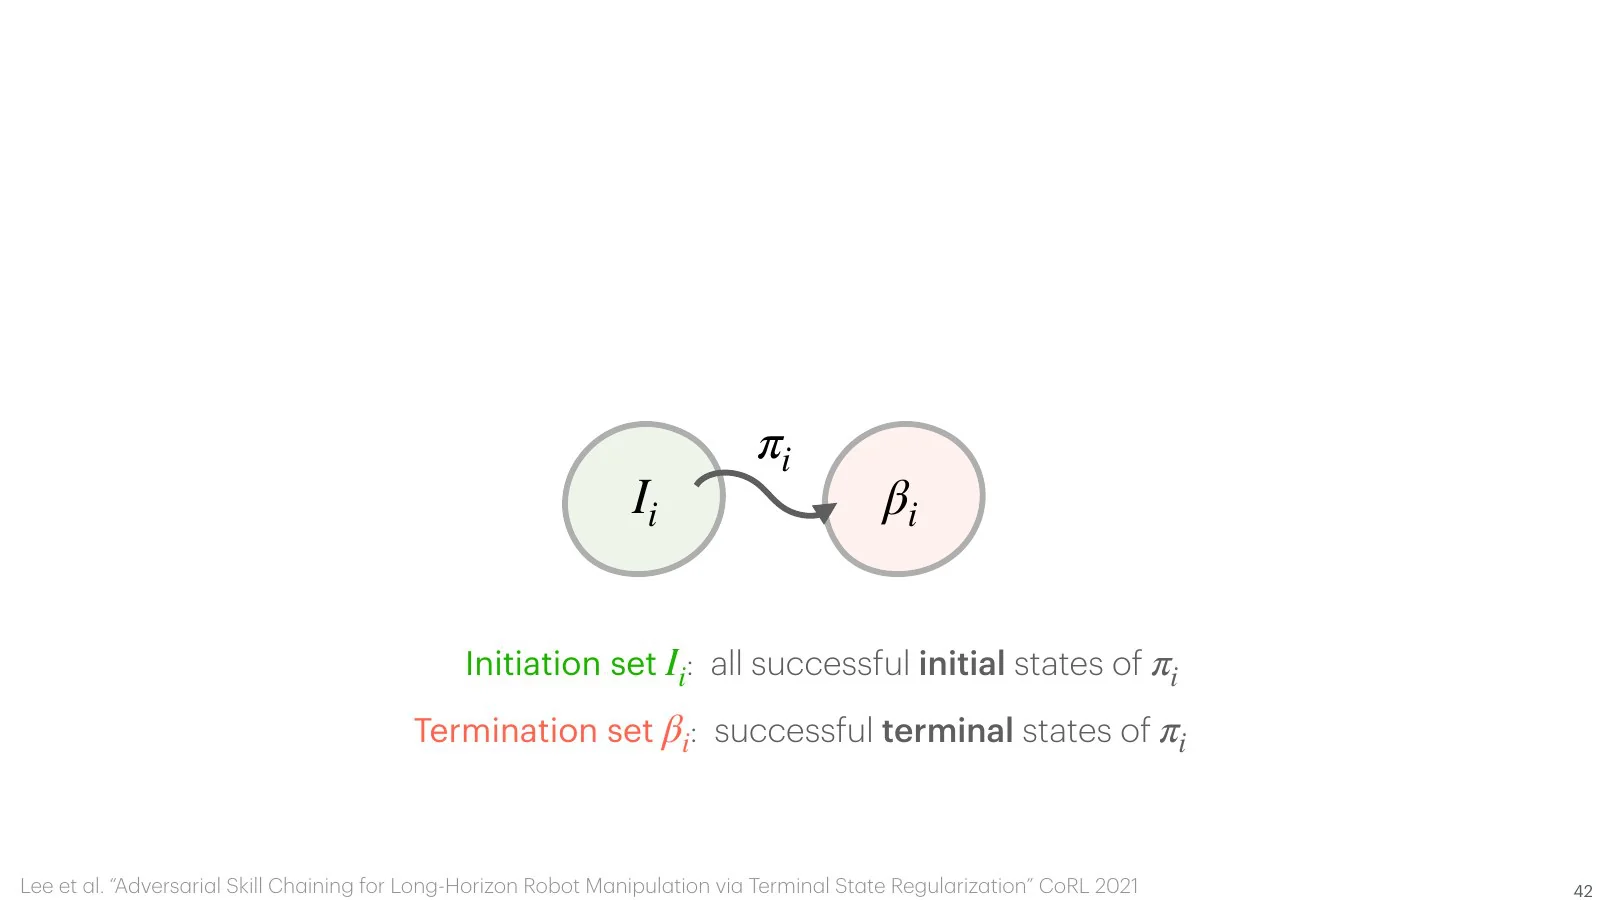 πi
Ii
βi
Initiation set Ii: all successful initial states of πi
Termination set βi: successful terminal states of πi
Lee et al. “Adversarial Skill Chaining for Long-Horizon Robot Manipulation via Terminal State Regularization” CoRL 2021
42